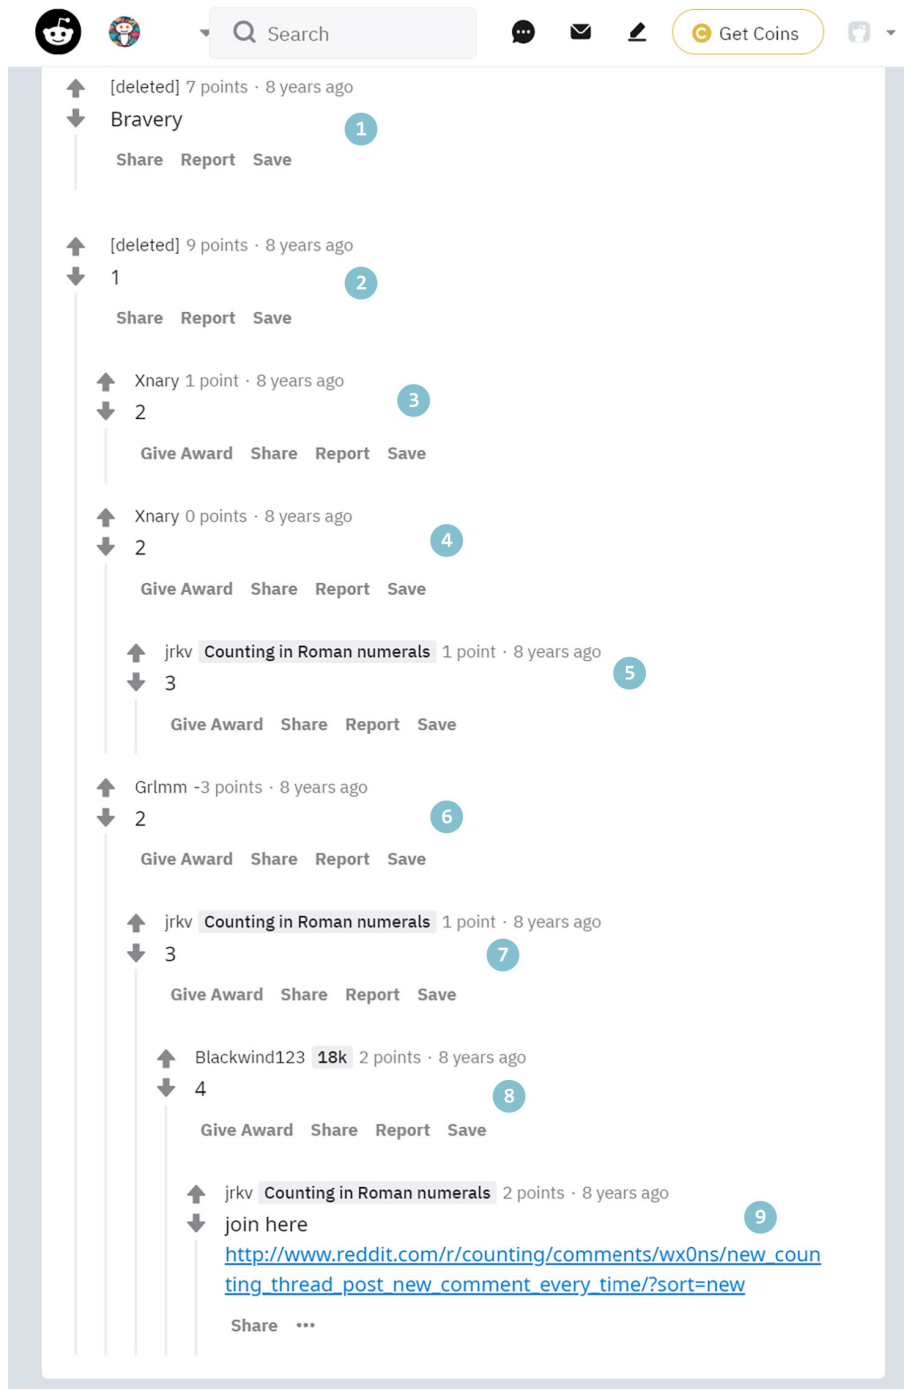 Search
Get Coins
[deleted] 7 points · 8 years ago
Bravery
1
Share Report Save
[deleted] 9 points · 8 years ago
1
2
Share Report Save
Xnary 1 point · 8 years ago
2
3
Give Award Share Report Save
Xnary 0 points · 8 years ago
2
4
Give Award Share Report Save
jrkv Counting in Roman numerals 1 point · 8 years ago
3
5
Give Award Share Report Save
Grlmm -3 points · 8 years ago
2
6
Give Award Share Report Save
jrkv Counting in Roman numerals 1 point · 8 years ago
3
7
Give Award Share Report Save
Blackwind123 18k 2 points · 8 years ago
4
8
Give Award Share Report Save
jrkv Counting in Roman numerals 2 points · 8 years ago
join here
9
http://www.reddit.com/r/counting/comments/wx0ns/new_coun
ting_thread_post_new_comment_every_time/?sort=new
Share ···